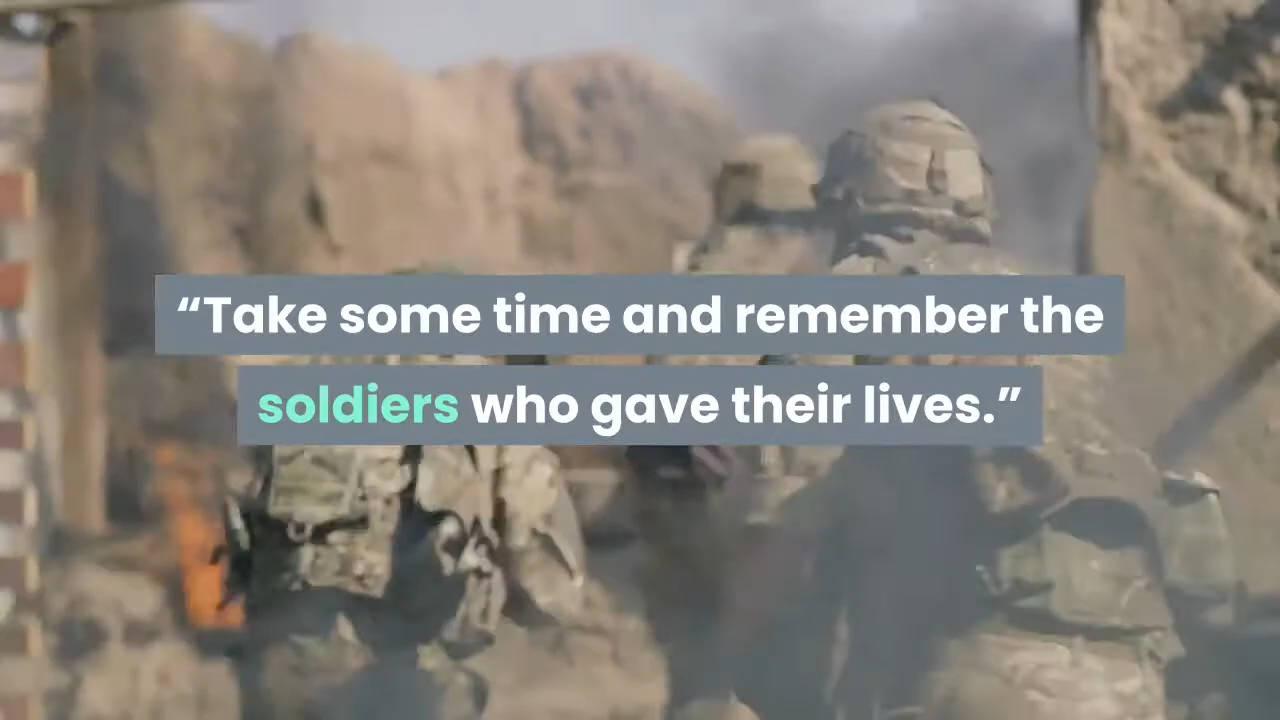 “Take some time and remember the
soldiers who gave their lives.”